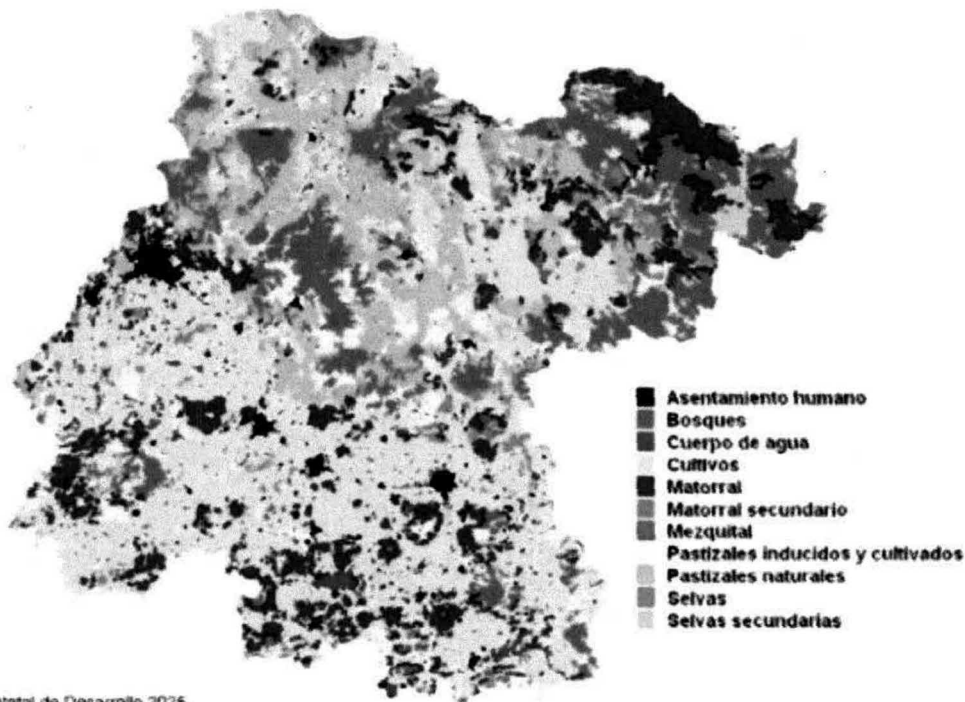 Asentamiento humano
Bosques
Cuerpo de agua
Cultivos
Matorral
Matorral secundario
Mezquital
Pastizales inducidos y cultivados
Pastizales naturales
Selvas
Selvas secundarias
de Desarrollo